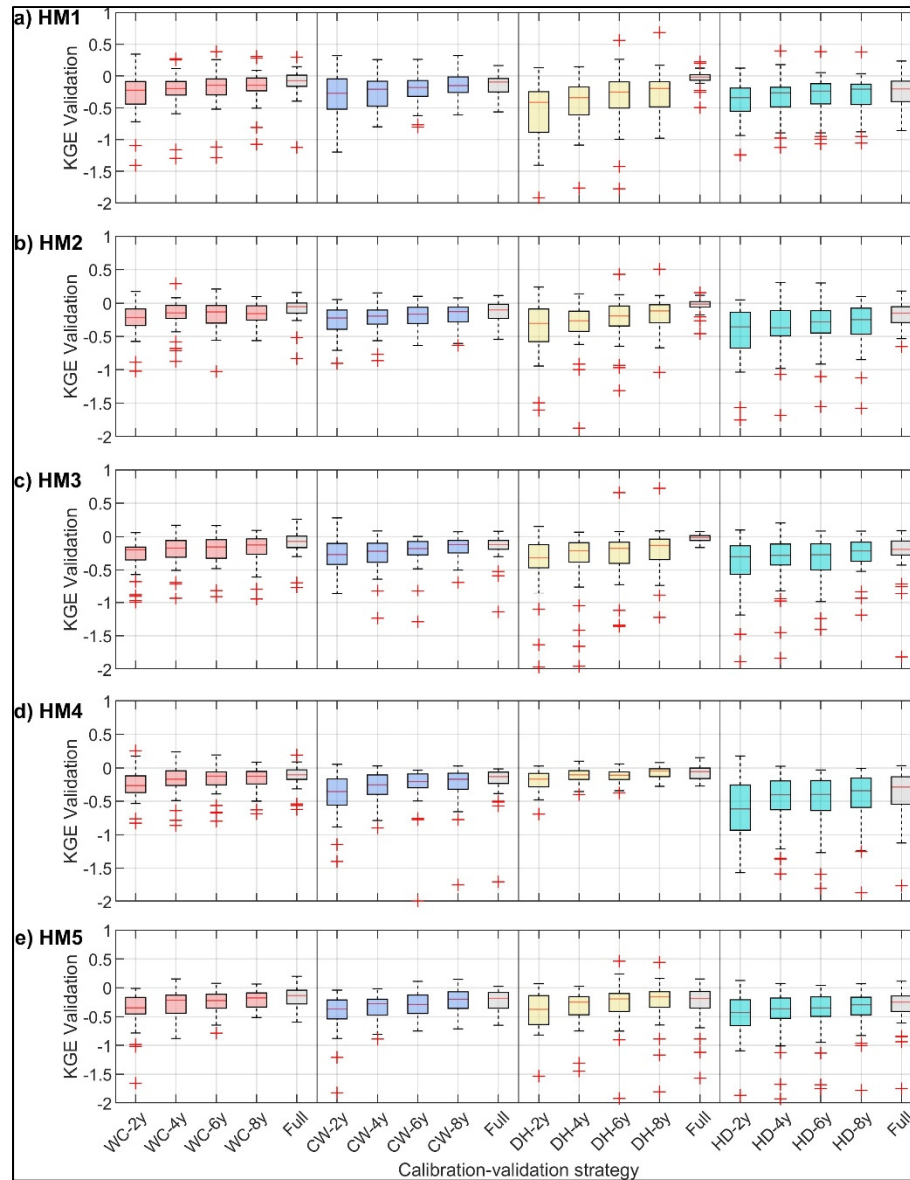 a) HM1
KGE Validation
1
0.5
0
-0.5
-1
-1.5
-2
b) HM2
KGE Validation
1
0.5
0
-0.5
-1
-1.5
-2
c) HM3
KGE Validation
1
0.5
0
-0.5
-1
-1.5
-2
d) HM4
KGE Validation
1
0.5
0
-0.5
-1
-1.5
-2
e) HM5
KGE Validation
1
0.5
0
-0.5
-1
-1.5
-2
WC-2y
WC-4y
WC-6y
WC-8y
Full
CW-2y
CW-4y
CW-6y
CW-8y
Full
DH-2y
DH-4y
DH-6y
DH-8y
Full
HD-2y
HD-4y
HD-6y
HD-8y
Full
Calibration-validation strategy